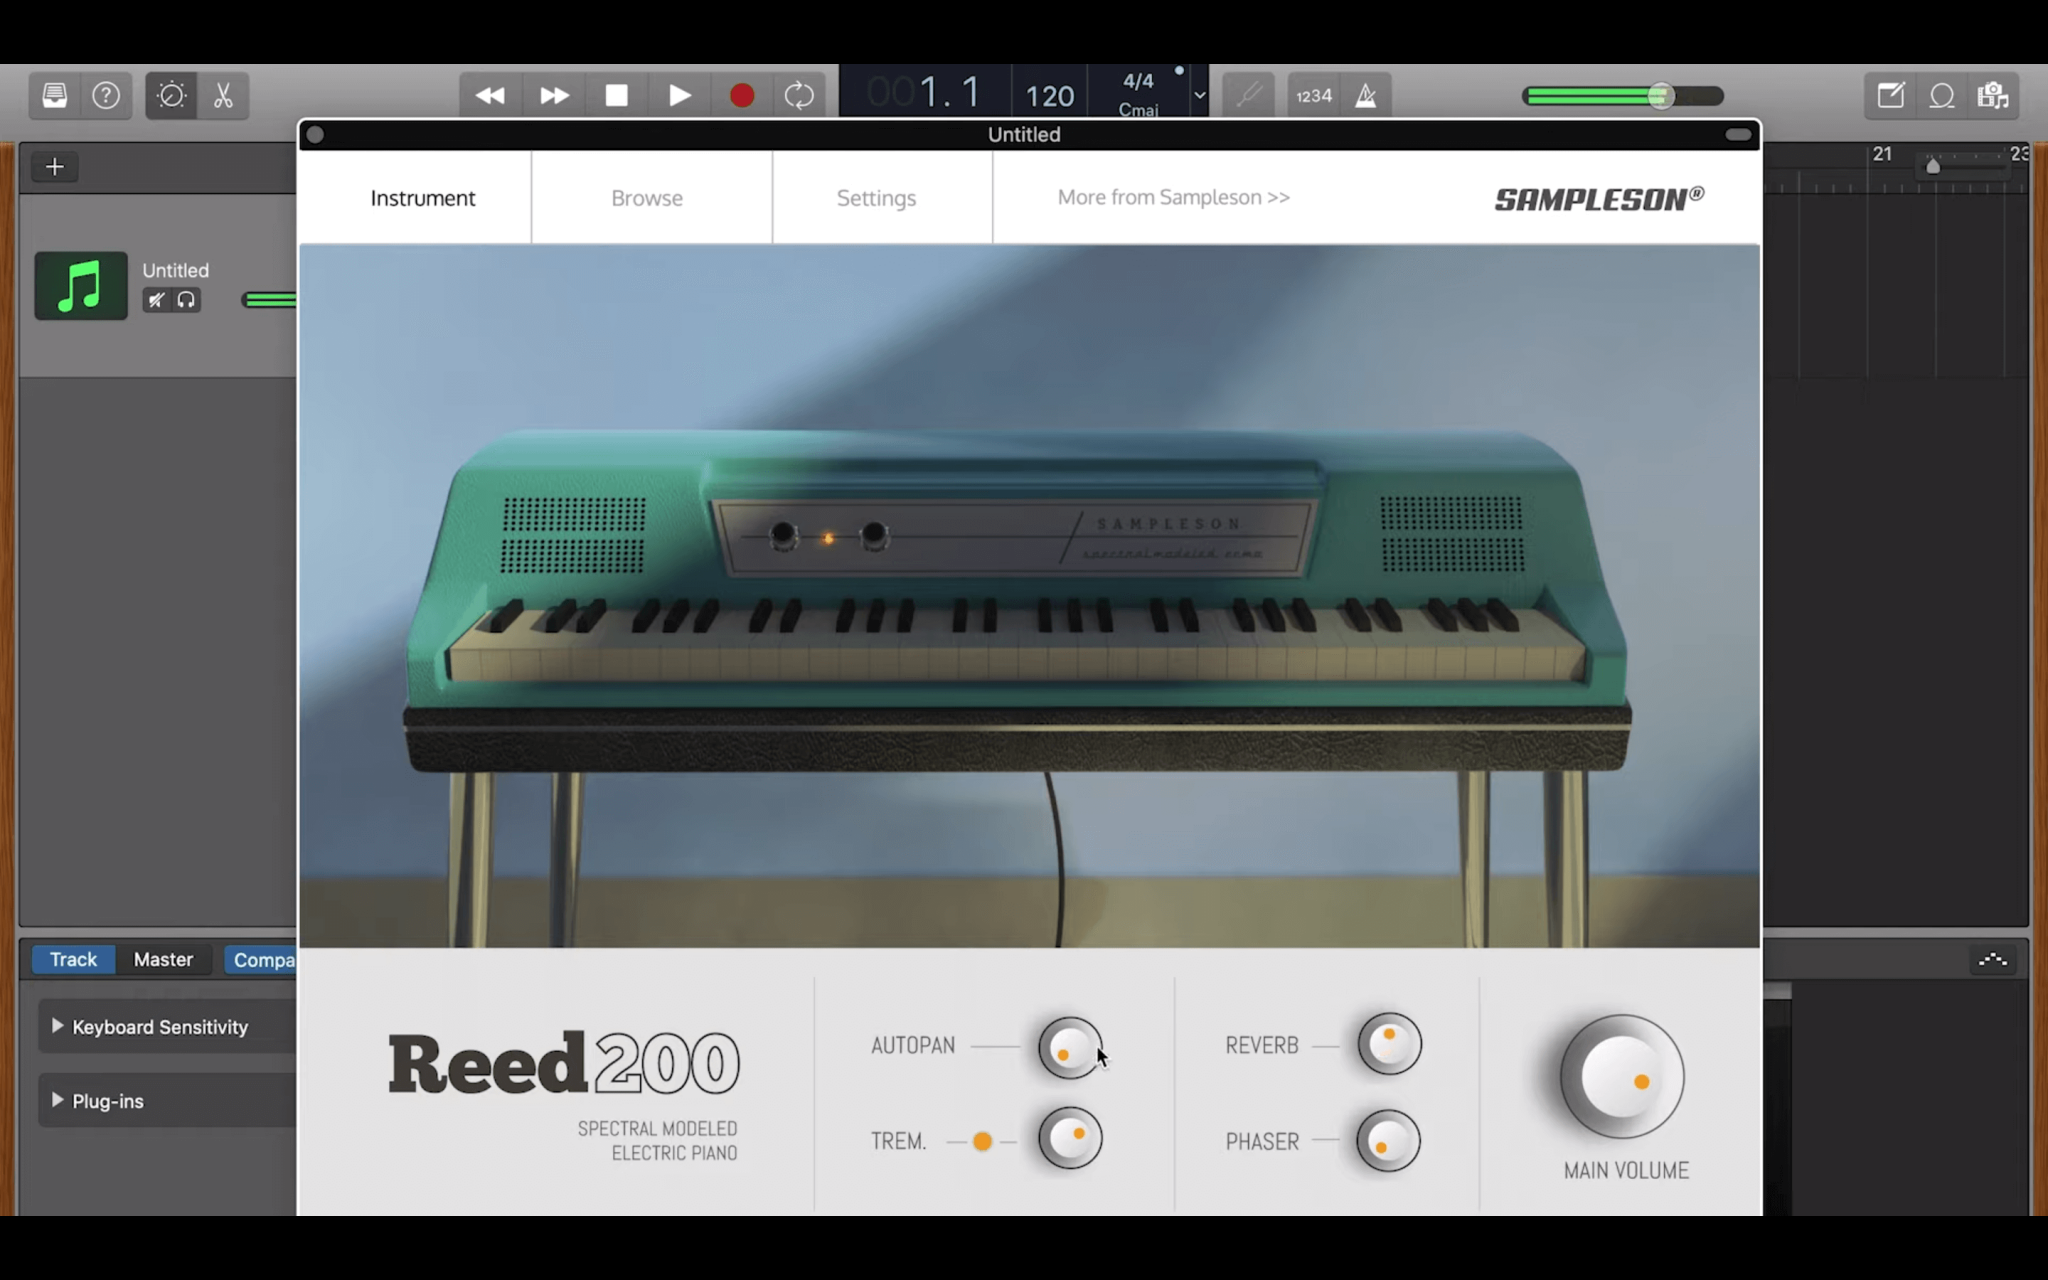 001.1
120
4/4
Cmaj
1234
Untitled
21
23
Instrument
Browse
Settings
More from Sampleson >>
SAMPLESON®
Untitled
SAMPLESON
Track
Master
Compa
Keyboard Sensitivity
Plug-ins
Reed200
SPECTRAL MODELED
ELECTRIC PIANO
AUTOPAN
TREM.
REVERB
PHASER
MAIN VOLUME